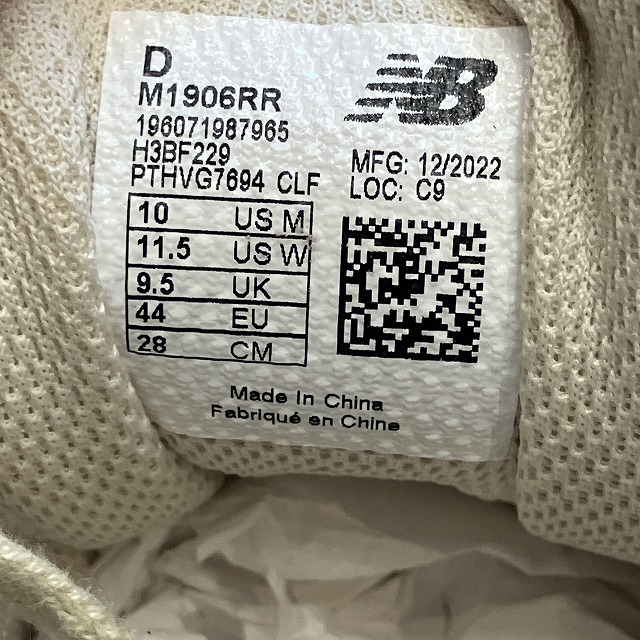 D
NB
M1906RR
196071987965
H3BF229
PTHVG7694 CLF
MFG: 12/2022
LOC: C9
10 US M
11.5 US W
9.5 UK
44 EU
28 CM
Made In China
Fabriqué en Chine